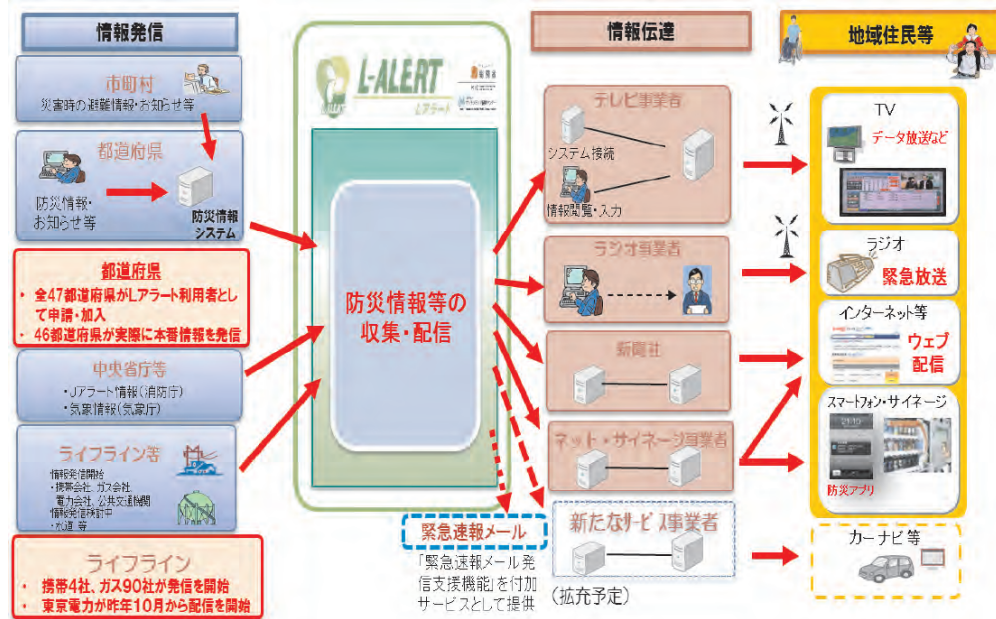 情報発信
市町村
災害時の避難情報・お知らせ等
都道府県
防災情報・
お知らせ等
防災情報
システム
都道府県
・ 全47都道府県がLアラート利用者とし
て申請・加入
・ 46都道府県が実際に本番情報を発信
中央省庁等
・Jアラート情報(消防庁)
・気象情報(気象庁)
ライフライン等
情報発信開始
・携帯会社、ガス会社、
電力会社、公共交通機関
情報発信検討中
・水道 等
ライフライン
・ 携帯4社、ガス90社が発信を開始
・ 東京電力が昨年10月から配信を開始
L-ALERT
L-ALERT
Lアラート
総務省
防災情報等の
収集・配信
緊急速報メール
「緊急速報メール発
信支援機能」を付加
サービスとして提供
情報伝達
テレビ事業者
システム接続
情報閲覧・入力
ラジオ事業者
新聞社
ネット・サイネージ事業者
新たなサービス事業者
(拡充予定)
地域住民等
TV
データ放送など
ラジオ
緊急放送
インターネット等
ウェブ
配信
スマートフォン・サイネージ
防災アプリ
カーナビ等